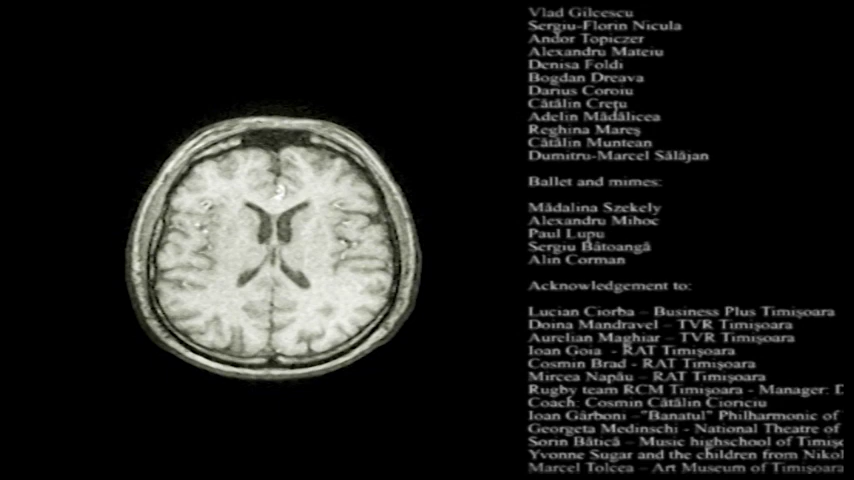 Vlad Gîlcescu
Sergiu-Florin Nicula
Andor Topiczer
Alexandru Mateiu
Denisa Foldi
Bogdan Dreava
Darius Coroiu
Cătălin Crețu
Adelin Mădălicea
Reghina Mareș
Cătălin Muntean
Dumitru-Marcel Sălăjan
Ballet and mimes:
Mădalina Szekely
Alexandru Mihoc
Paul Lupu
Sergiu Bătoangă
Alin Corman
Acknowledgement to:
Lucian Ciorba – Business Plus Timișoara
Doina Mandravel – TVR Timișoara
Aurelian Maghiar – TVR Timișoara
Ioan Goia - RAT Timișoara
Cosmin Brad - RAT Timișoara
Mircea Napău – RAT Timișoara
Rugby team RCM Timișoara - Manager:
Coach: Cosmin Cătălin Cioriciu
Ioan Gârboni –"Banatul" Philharmonic of
Georgeta Medinschi - National Theatre of
Sorin Bătică – Music highschool of
Yvonne Sugar and the children from
Marcel Tolcea – Art Museum of Timișoara